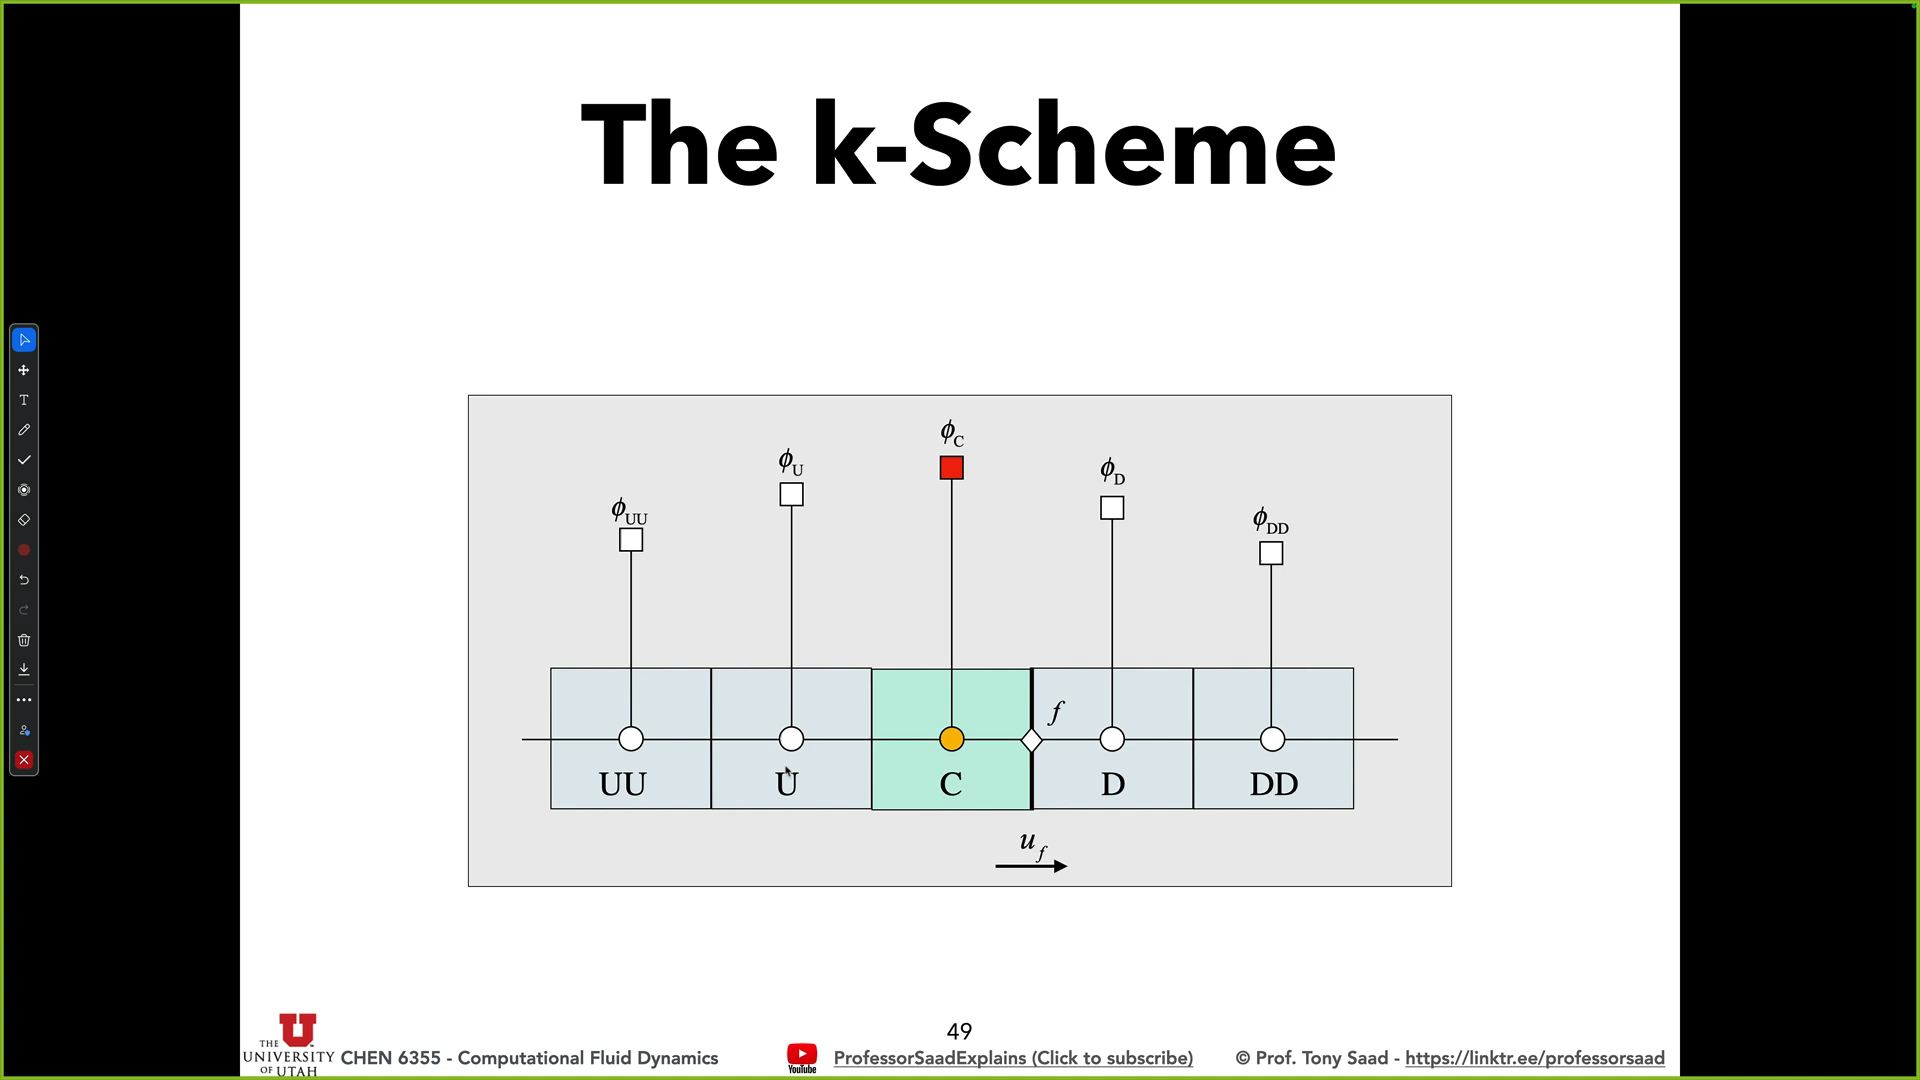 The k-Scheme
ϕC
ϕU
ϕD
ϕUU
ϕDD
f
UU U C D DD
uf
49
THE
UNIVERSITY
OF UTAH
CHEN 6355 - Computational Fluid Dynamics
YouTube
ProfessorSaadExplains (Click to subscribe)
© Prof. Tony Saad - https://linktr.ee/professorsaad
T